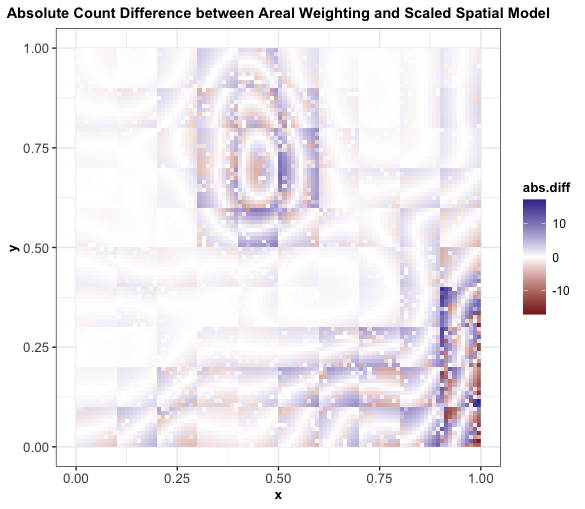 Absolute Count Difference between Areal Weighting and Scaled Spatial Model
1.00
0.75
0.50
0.25
0.00
y
0.00 0.25 0.50 0.75 1.00
x
abs.diff
10
0
-10